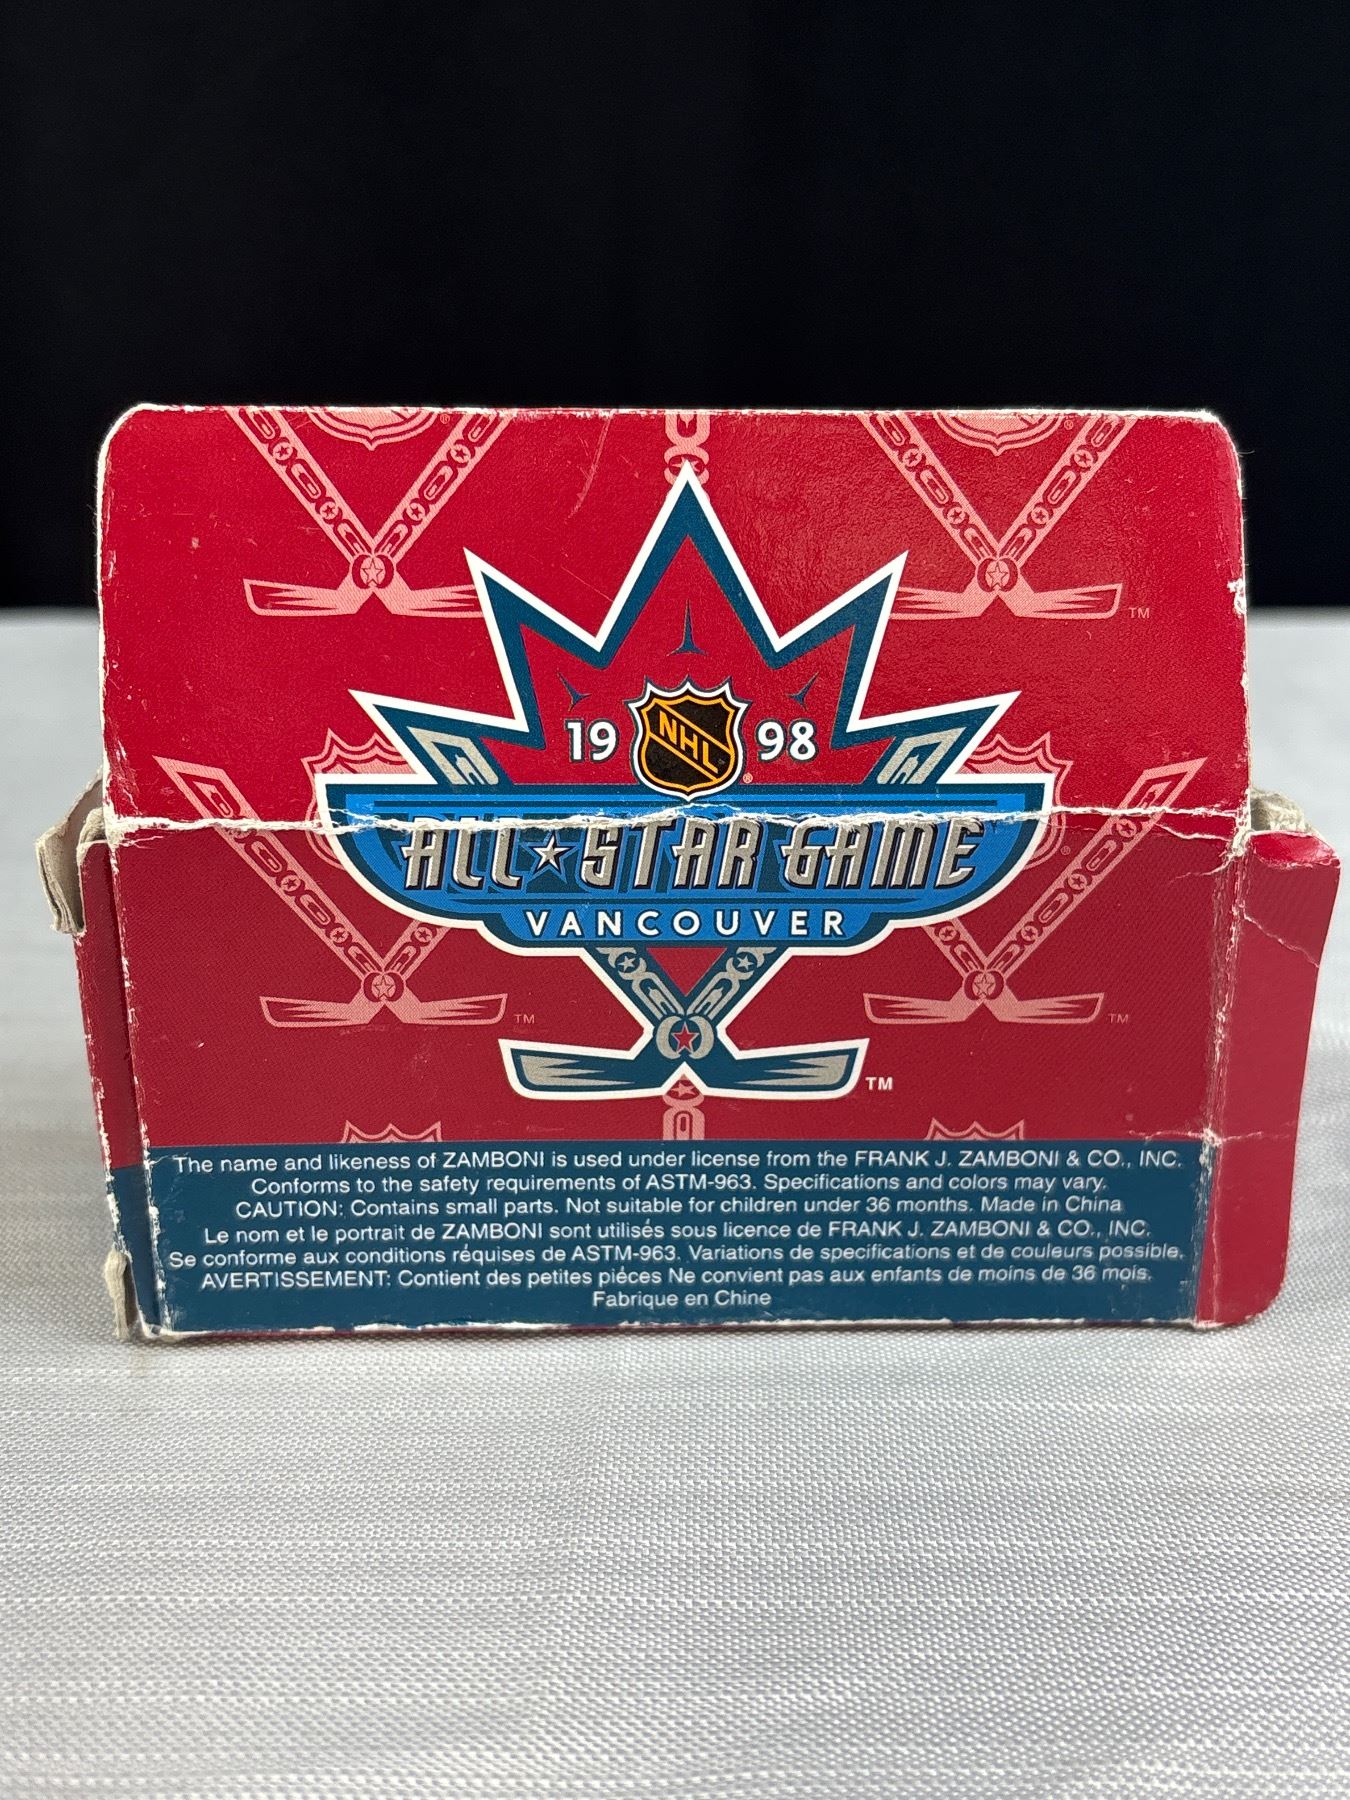 19 NHL 98
ALL★STAR GAME
VANCOUVER
TM
TM
TM
TM
The name and likeness of ZAMBONI is used under license from the FRANK J. ZAMBONI & CO., INC.
Conforms to the safety requirements of ASTM-963. Specifications and colors may vary.
CAUTION: Contains small parts. Not suitable for children under 36 months. Made in China
Le nom et le portrait de ZAMBONI sont utilisés sous licence de FRANK J. ZAMBONI & CO., INC.
Se conforme aux conditions réquises de ASTM-963. Variations de specifications et de couleurs possible.
AVERTISSEMENT: Contient des petites piéces Ne convient pas aux enfants de moins de 36 mois.
Fabrique en Chine